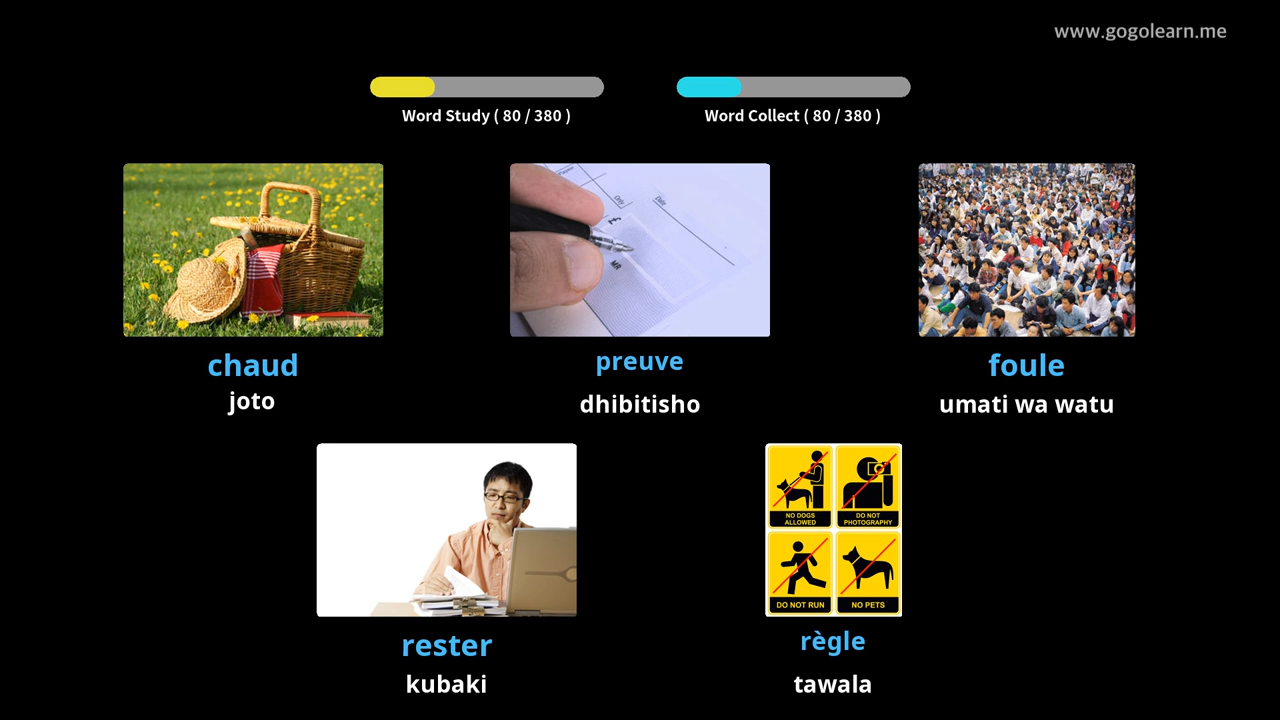 www.gogolearn.me
Word Study ( 80 / 380 )
Word Collect ( 80 / 380 )
chaud
joto
preuve
dhibitisho
foule
umati wa watu
NO DOGS
ALLOWED
DO NOT
PHOTOGRAPHY
DO NOT RUN
NO PETS
rester
kubaki
règle
tawala